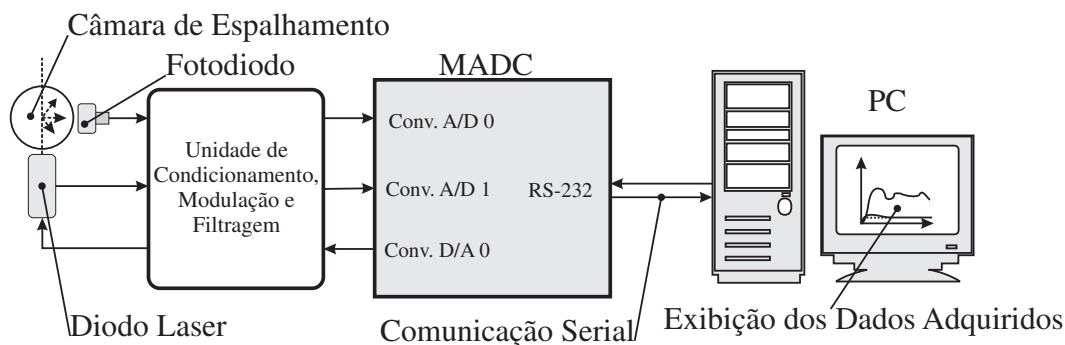 Câmara de Espalhamento
Fotodiodo
MADC
PC
Conv. A/D 0
Unidade de
Condicionamento,
Modulação e
Filtragem
Conv. A/D 1
RS-232
Conv. D/A 0
Diodo Laser
Comunicação Serial
Exibição dos Dados Adquiridos